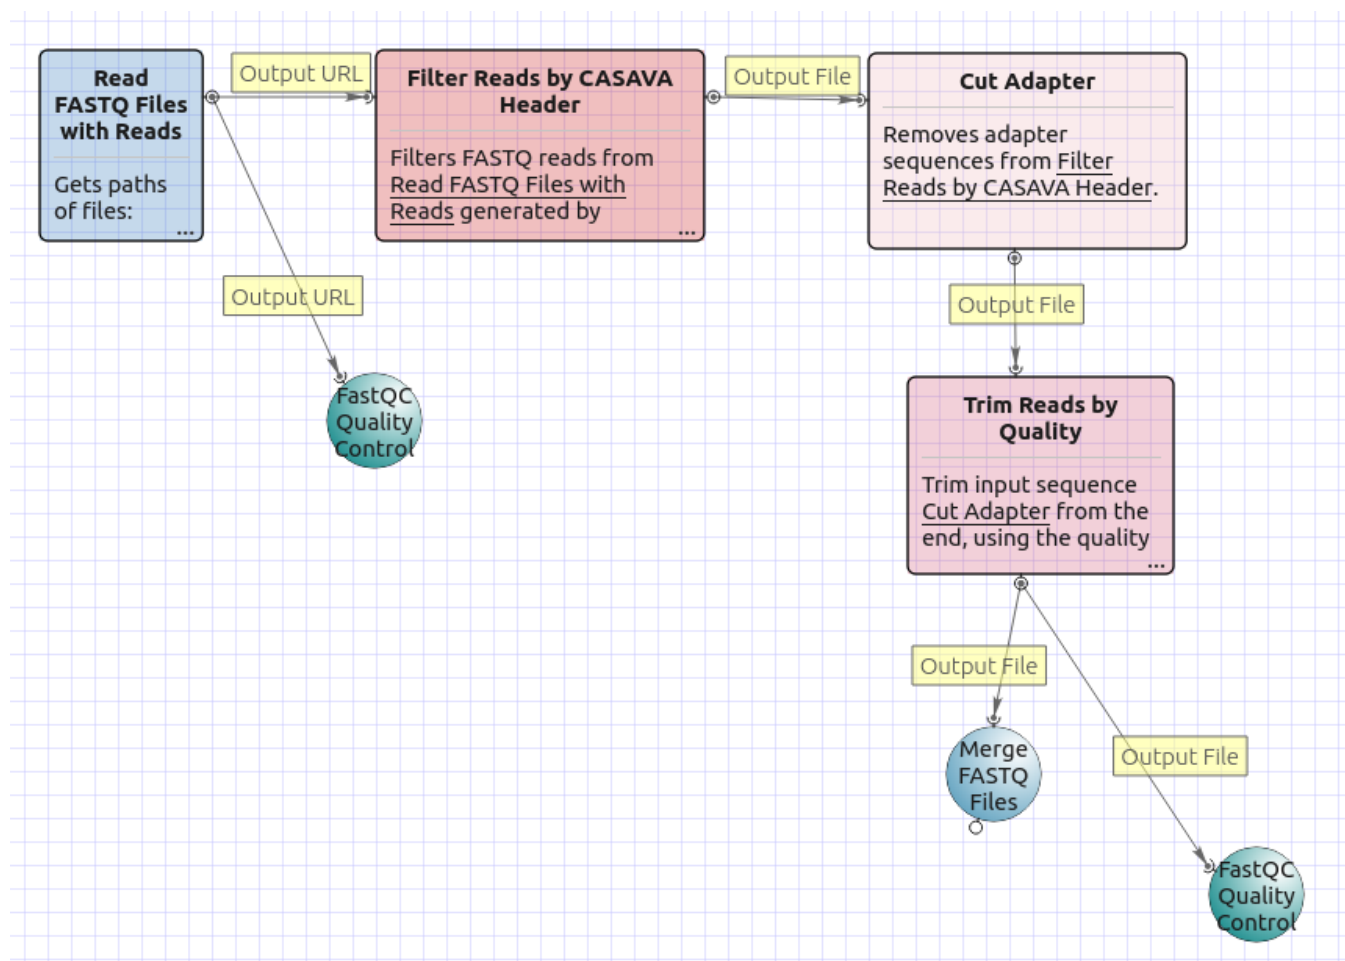 Read
FASTQ Files
with Reads
Gets paths
of files:
...
Output URL
Filter Reads by CASAVA
Header
Filters FASTQ reads from
Read FASTQ Files with
Reads generated by
...
Output File
Cut Adapter
Removes adapter
sequences from Filter
Reads by CASAVA Header.
Output URL
FastQC
Quality
Control
Output File
Trim Reads by
Quality
Trim input sequence
Cut Adapter from the
end, using the quality
...
Output File
Merge
FASTQ
Files
Output File
FastQC
Quality
Control